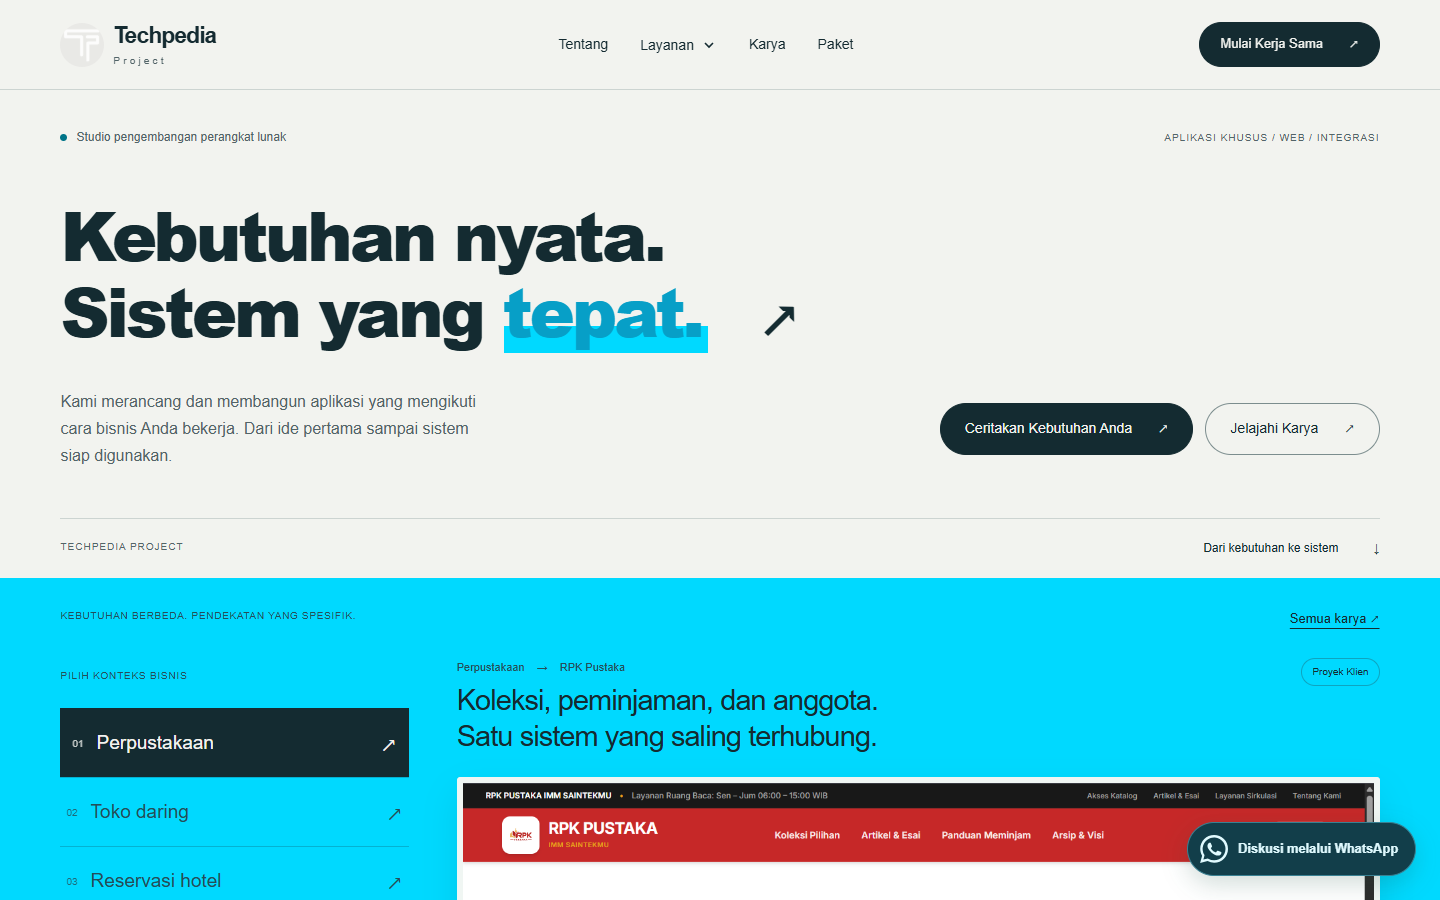 Techpedia
Project
Tentang
Layanan
Karya
Paket
Mulai Kerja Sama ↗
Studio pengembangan perangkat lunak
APLIKASI KHUSUS / WEB / INTEGRASI
Kebutuhan nyata.
Sistem yang tepat. ↗
Kami merancang dan membangun aplikasi yang mengikuti
cara bisnis Anda bekerja. Dari ide pertama sampai sistem
siap digunakan.
Ceritakan Kebutuhan Anda ↗
Jelajahi Karya ↗
TECHPEDIA PROJECT
Dari kebutuhan ke sistem ↓
KEBUTUHAN BERBEDA. PENDEKATAN YANG SPESIFIK.
Semua karya ↗
PILIH KONTEKS BISNIS
01 Perpustakaan ↗
02 Toko daring ↗
03 Reservasi hotel ↗
Perpustakaan → RPK Pustaka
Proyek Klien
Koleksi, peminjaman, dan anggota.
Satu sistem yang saling terhubung.
RPK PUSTAKA IMM SAINTEKMU • Layanan Ruang Baca: Sen – Jum 06:00 – 15:00 WIB
Akses Katalog
Artikel & Esai
Layanan Sirkulasi
Tentang Kami
RPK
RPK PUSTAKA
IMM SAINTEKMU
Koleksi Pilihan
Artikel & Esai
Panduan Meminjam
Arsip & Visi
Diskusi melalui WhatsApp